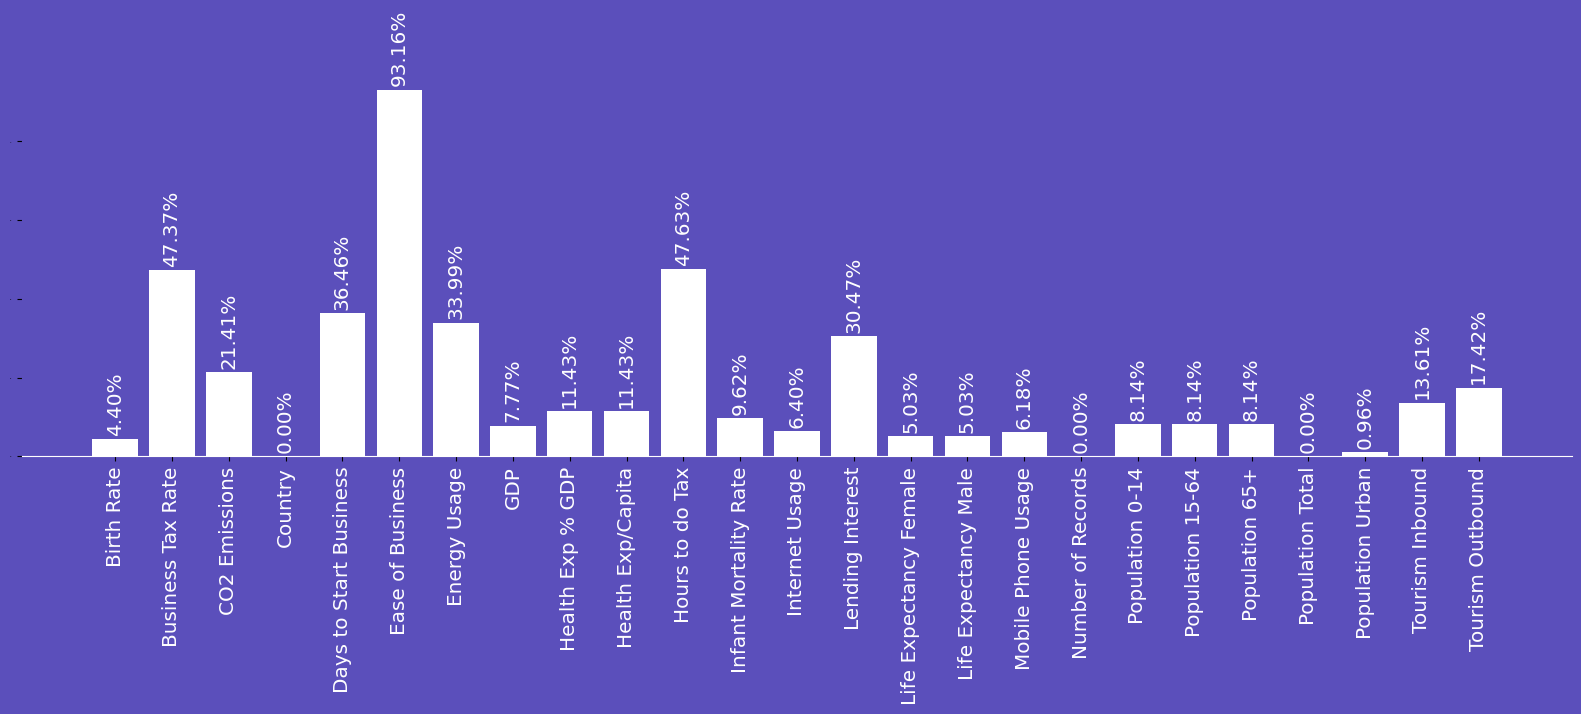 4.40%
47.37%
21.41%
0.00%
36.46%
93.16%
33.99%
7.77%
11.43%
11.43%
47.63%
9.62%
6.40%
30.47%
5.03%
5.03%
6.18%
0.00%
8.14%
8.14%
8.14%
0.00%
0.96%
13.61%
17.42%
Birth Rate
Business Tax Rate
CO2 Emissions
Country
Days to Start Business
Ease of Business
Energy Usage
GDP
Health Exp % GDP
Health Exp/Capita
Hours to do Tax
Infant Mortality Rate
Internet Usage
Lending Interest
Life Expectancy Female
Life Expectancy Male
Mobile Phone Usage
Number of Records
Population 0-14
Population 15-64
Population 65+
Population Total
Population Urban
Tourism Inbound
Tourism Outbound